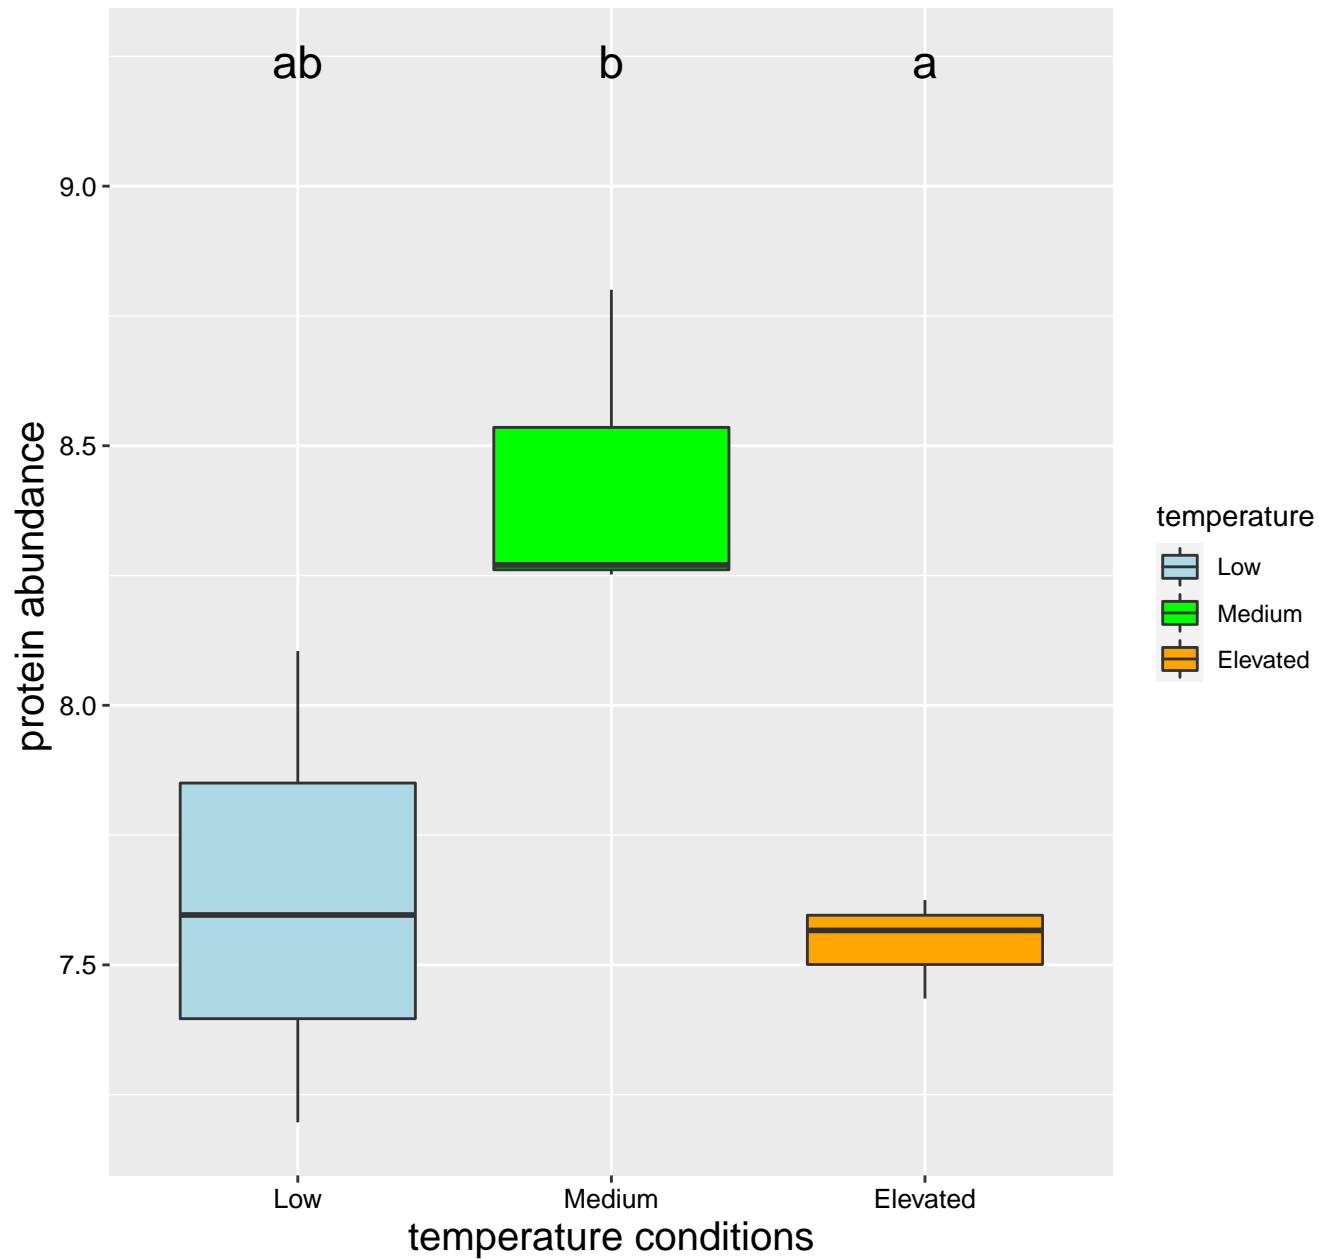 ab b a
9.0
8.5
8.0
7.5
protein abundance
Low Medium Elevated
temperature conditions
temperature
Low
Medium
Elevated